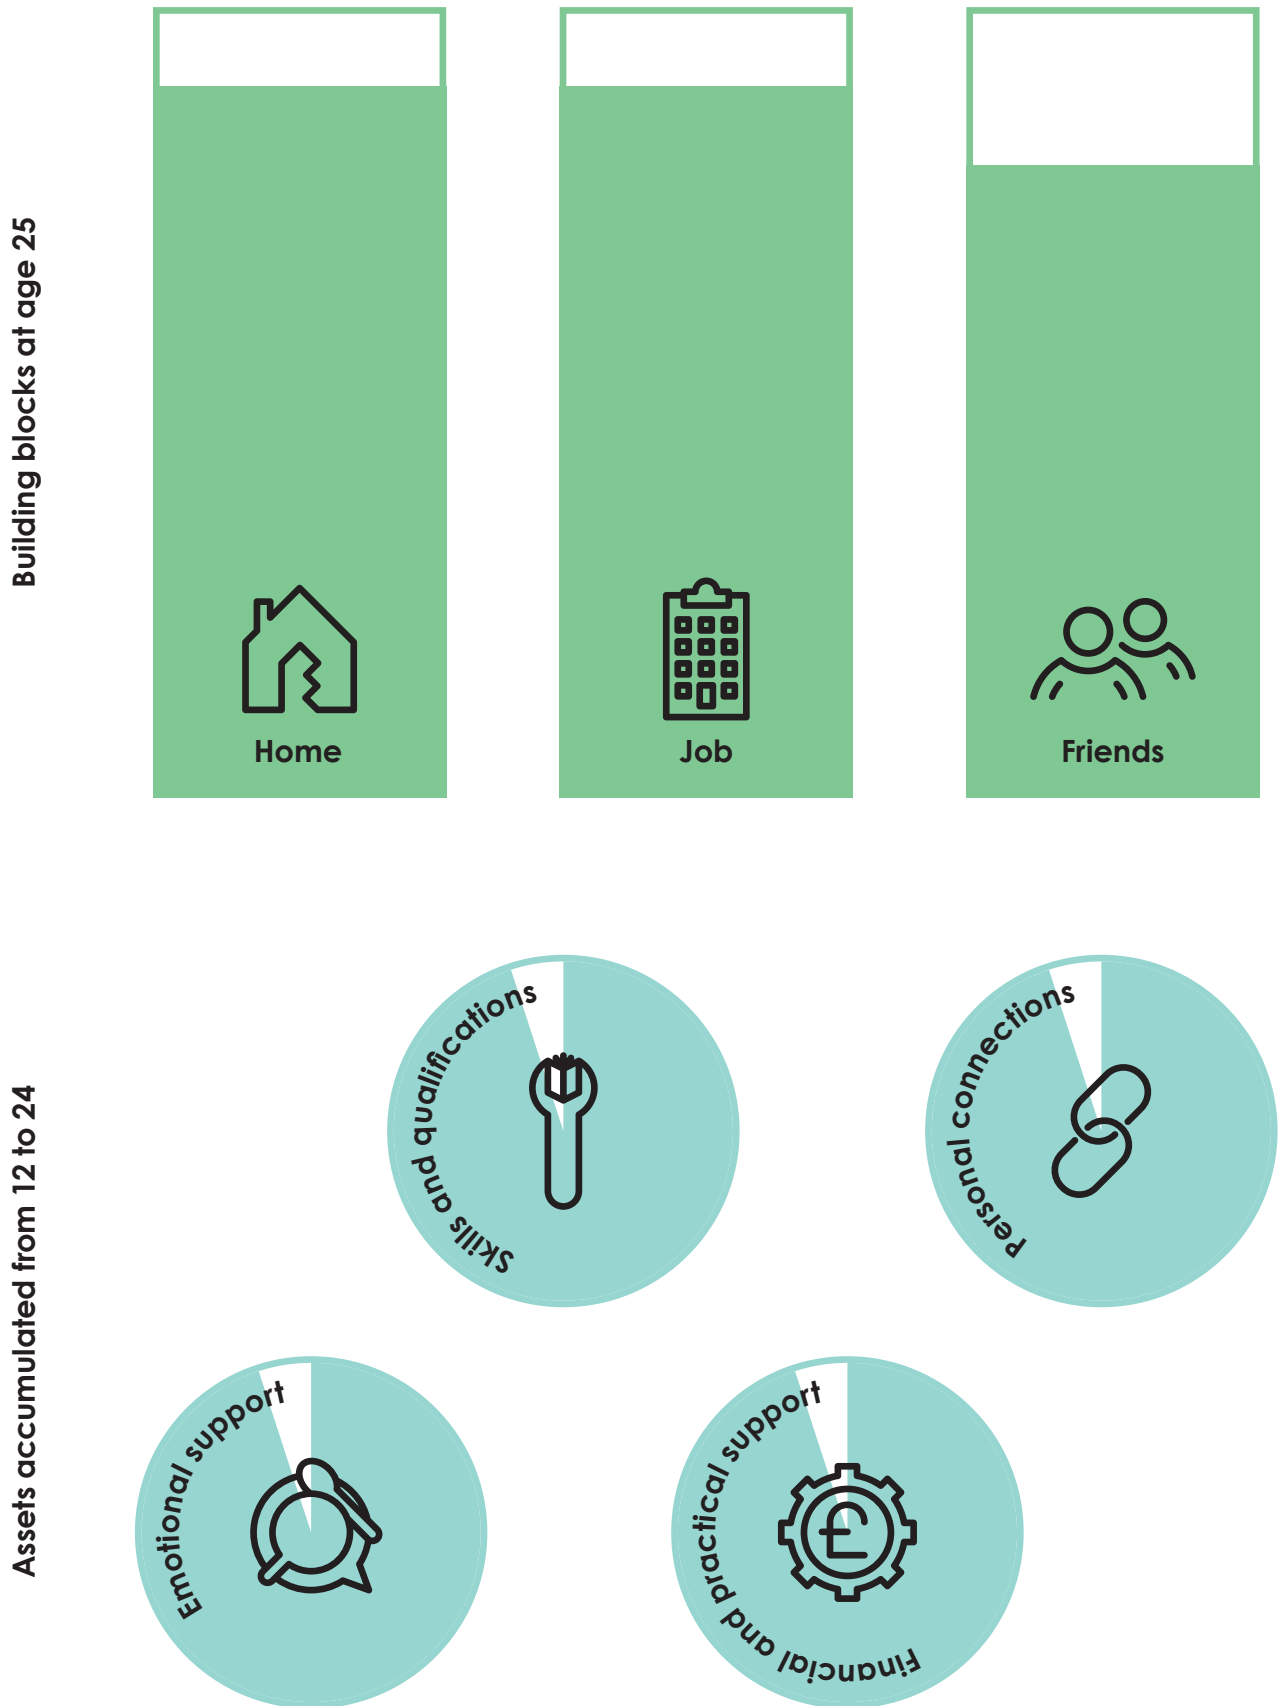 Building blocks at age 25
Home
Job
Friends
Assets accumulated from 12 to 24
Skills and qualifications
Personal connections
Emotional support
Financial and practical support
£